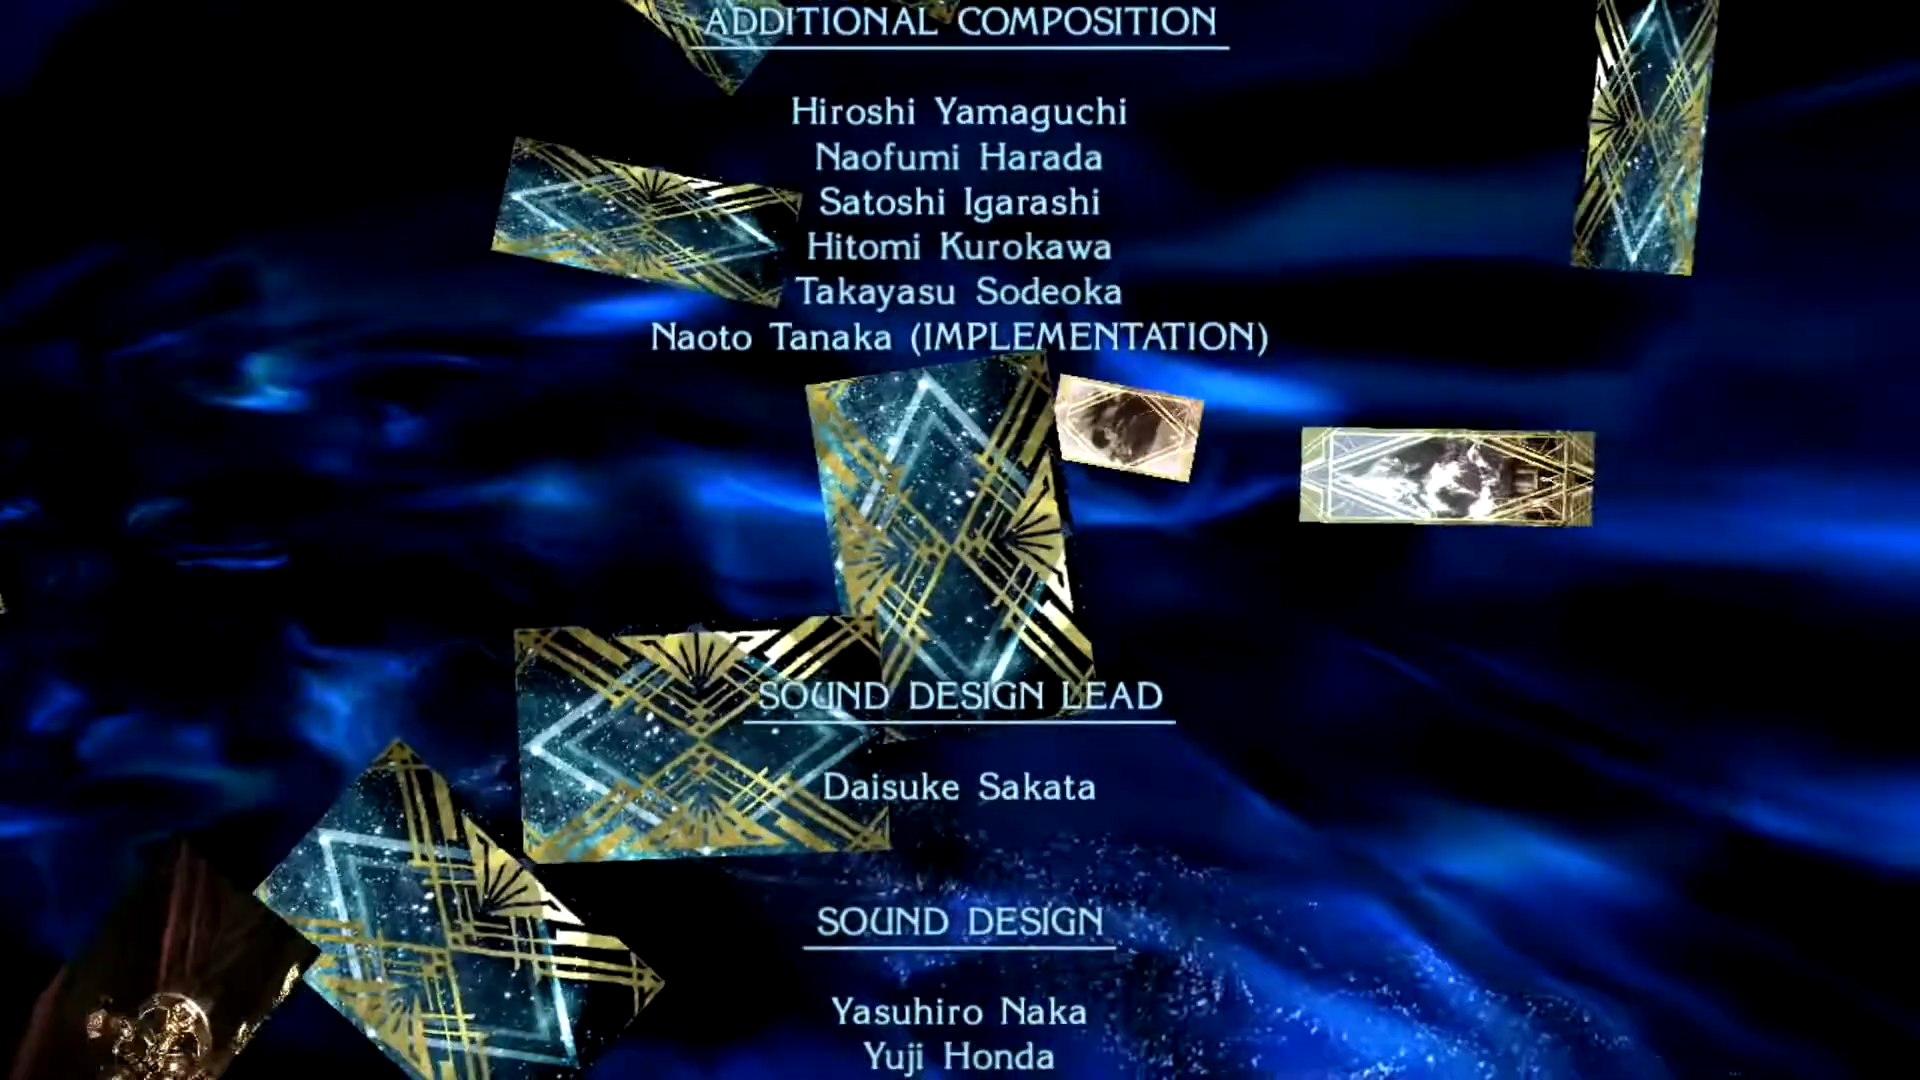 ADDITIONAL COMPOSITION
Hiroshi Yamaguchi
Naofumi Harada
Satoshi Igarashi
Hitomi Kurokawa
Takayasu Sodeoka
Naoto Tanaka (IMPLEMENTATION)
SOUND DESIGN LEAD
Daisuke Sakata
SOUND DESIGN
Yasuhiro Naka
Yuji Honda